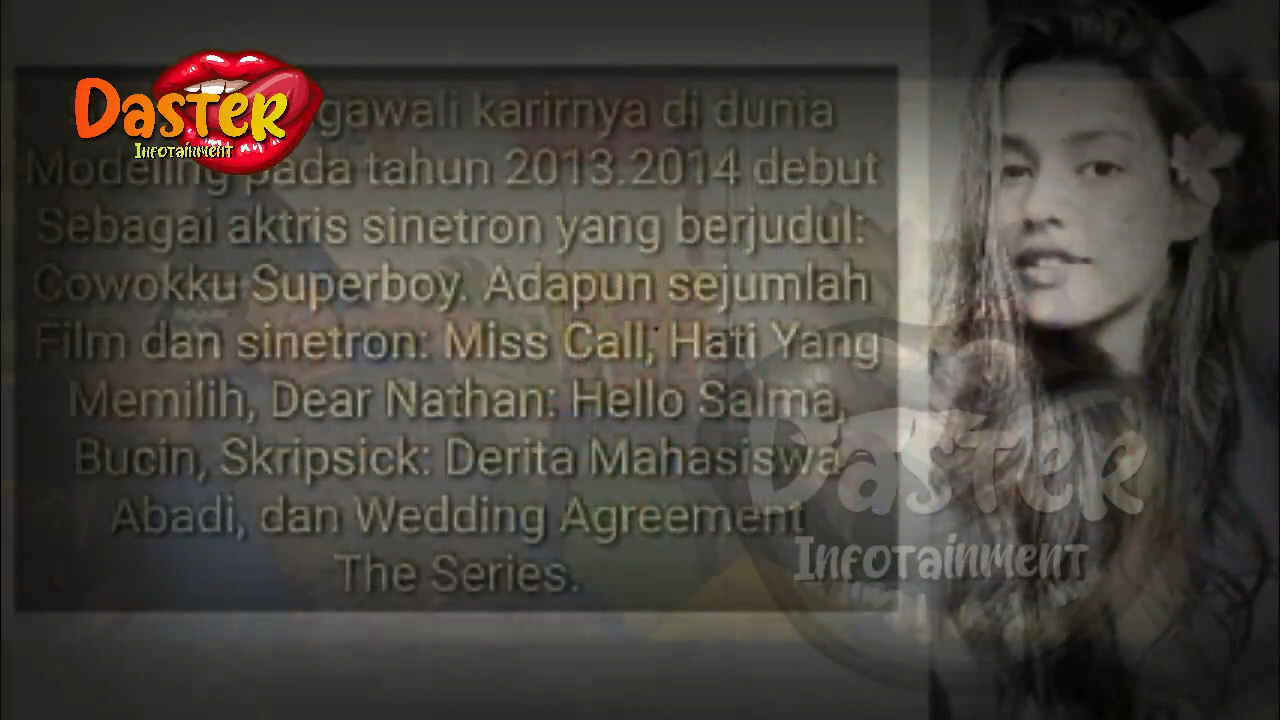 Daster
Infotainment
gawali karirnya di dunia
Modeling pada tahun 2013.2014 debut
Sebagai aktris sinetron yang berjudul:
Cowokku Superboy. Adapun sejumlah
Film dan sinetron: Miss Call, Hati Yang
Memilih, Dear Nathan: Hello Salma,
Bucin, Skripsick: Derita Mahasiswa
Abadi, dan Wedding Agreement
The Series.
Daster
Infotainment